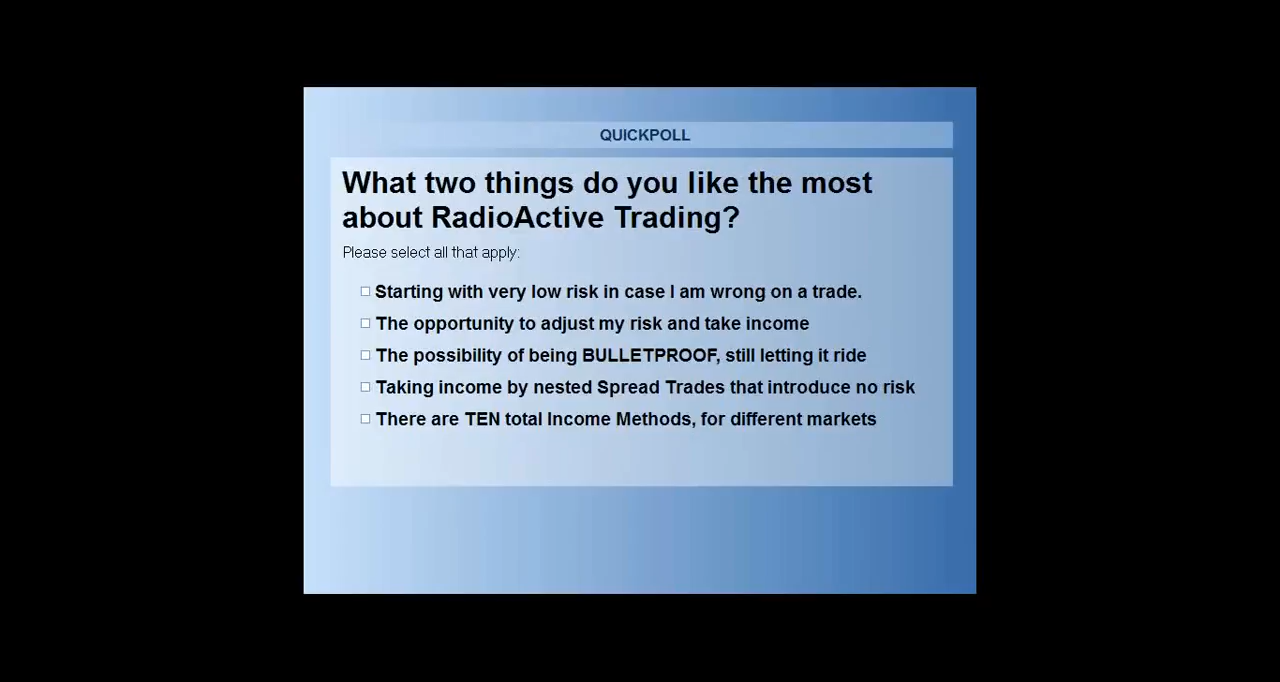 QUICKPOLL
What two things do you like the most
about RadioActive Trading?
Please select all that apply:
Starting with very low risk in case I am wrong on a trade.
The opportunity to adjust my risk and take income
The possibility of being BULLETPROOF, still letting it ride
Taking income by nested Spread Trades that introduce no risk
There are TEN total Income Methods, for different markets